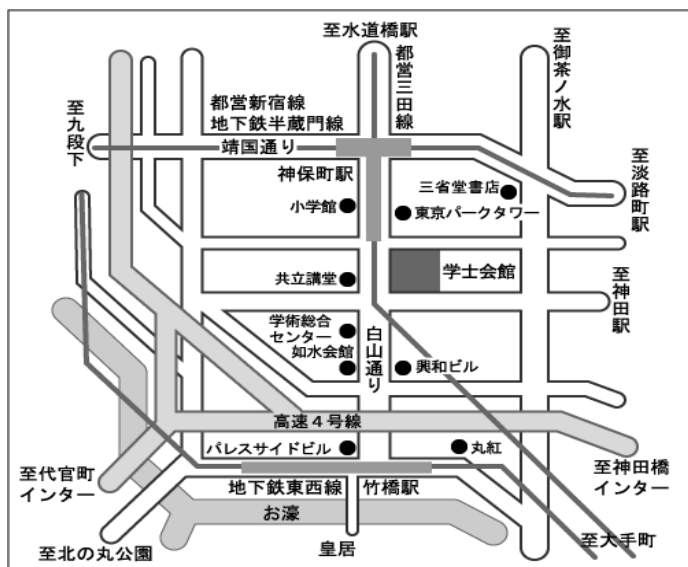 至水道橋駅
都営三田線
至御茶ノ水駅
至九段下
都営新宿線
地下鉄半蔵門線
靖国通り
神保町駅
至淡路町駅
三省堂書店
小学館
東京パークタワー
共立講堂
学士会館
至神田駅
学術総合
センター
如水会館
白山通り
興和ビル
高速4号線
パレスサイドビル
丸紅
至代官町
インター
至神田橋
インター
地下鉄東西線
竹橋駅
お濠
至北の丸公園
皇居
至大手町